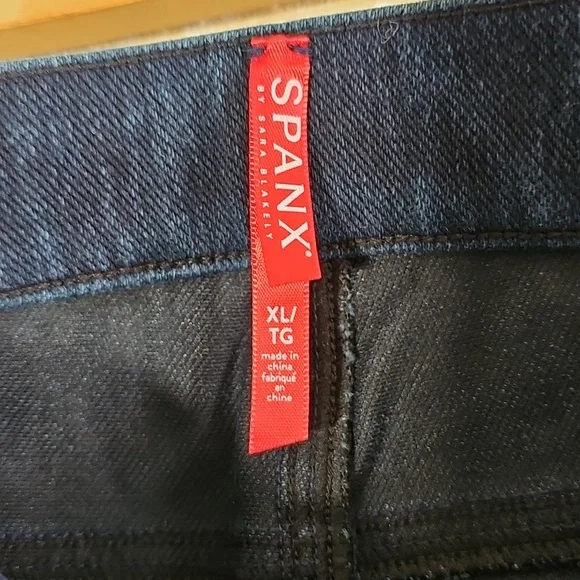 SPANX®
BY SARA BLAKELY
XL/
TG
made in
china
fabriqué
en
chine